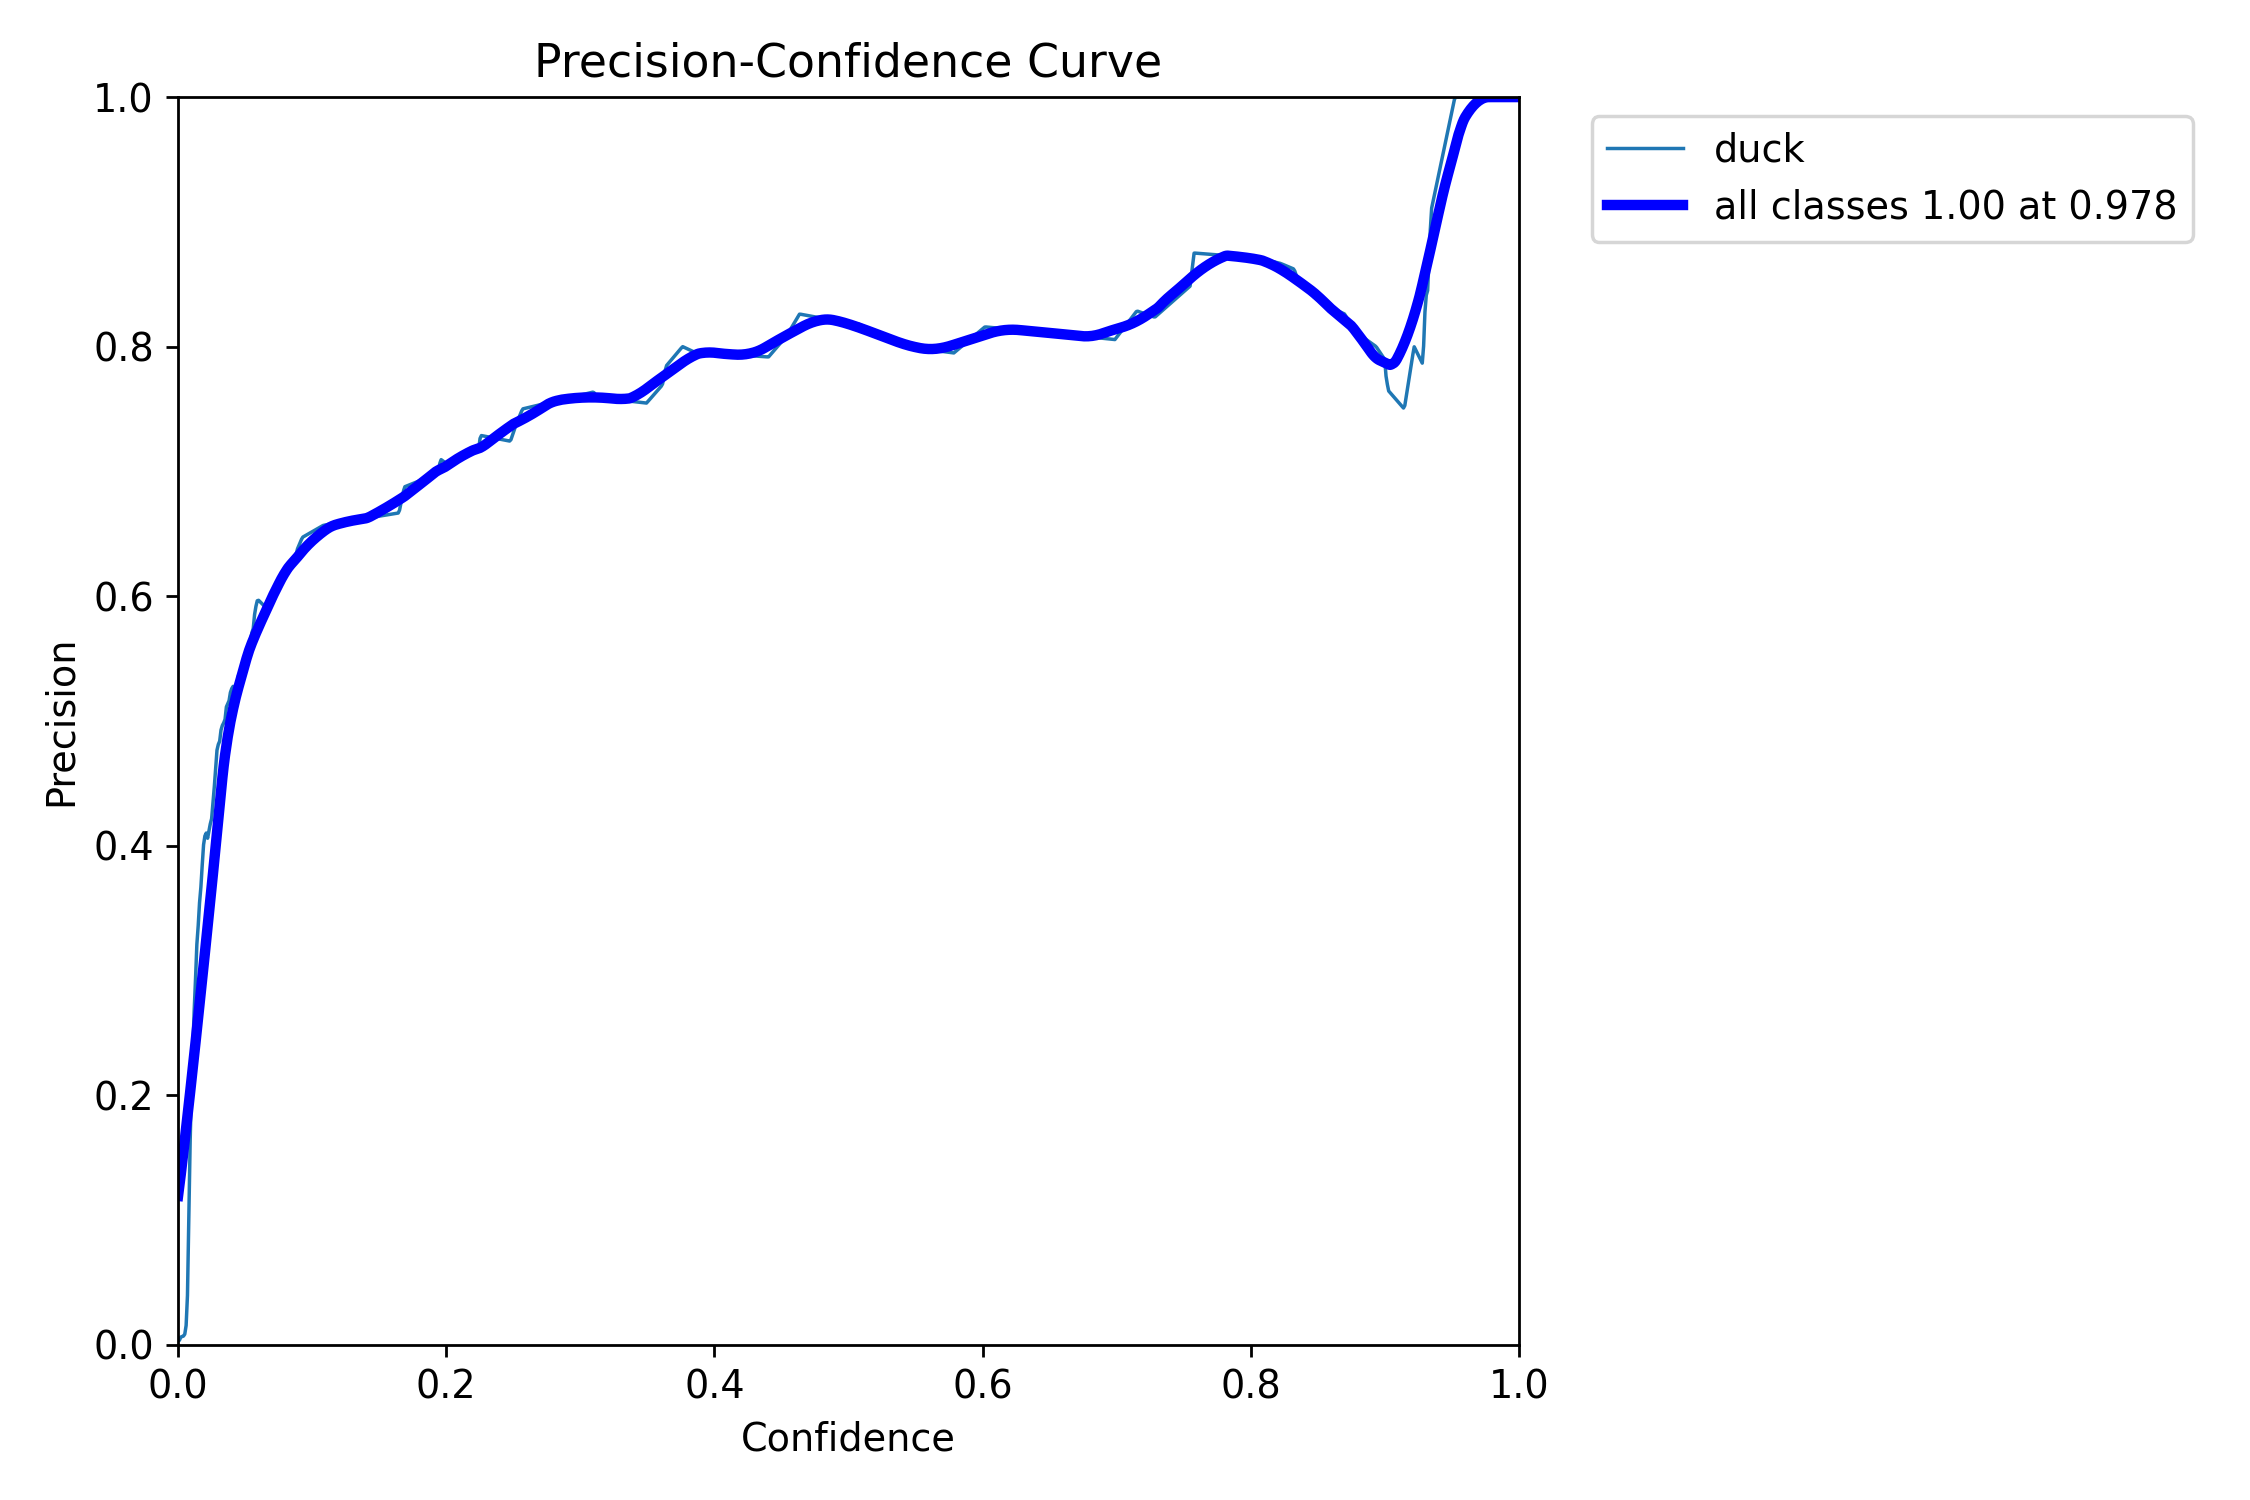 Precision-Confidence Curve
1.0
0.8
0.6
0.4
0.2
0.0
Precision
0.0 0.2 0.4 0.6 0.8 1.0
Confidence
duck
all classes 1.00 at 0.978